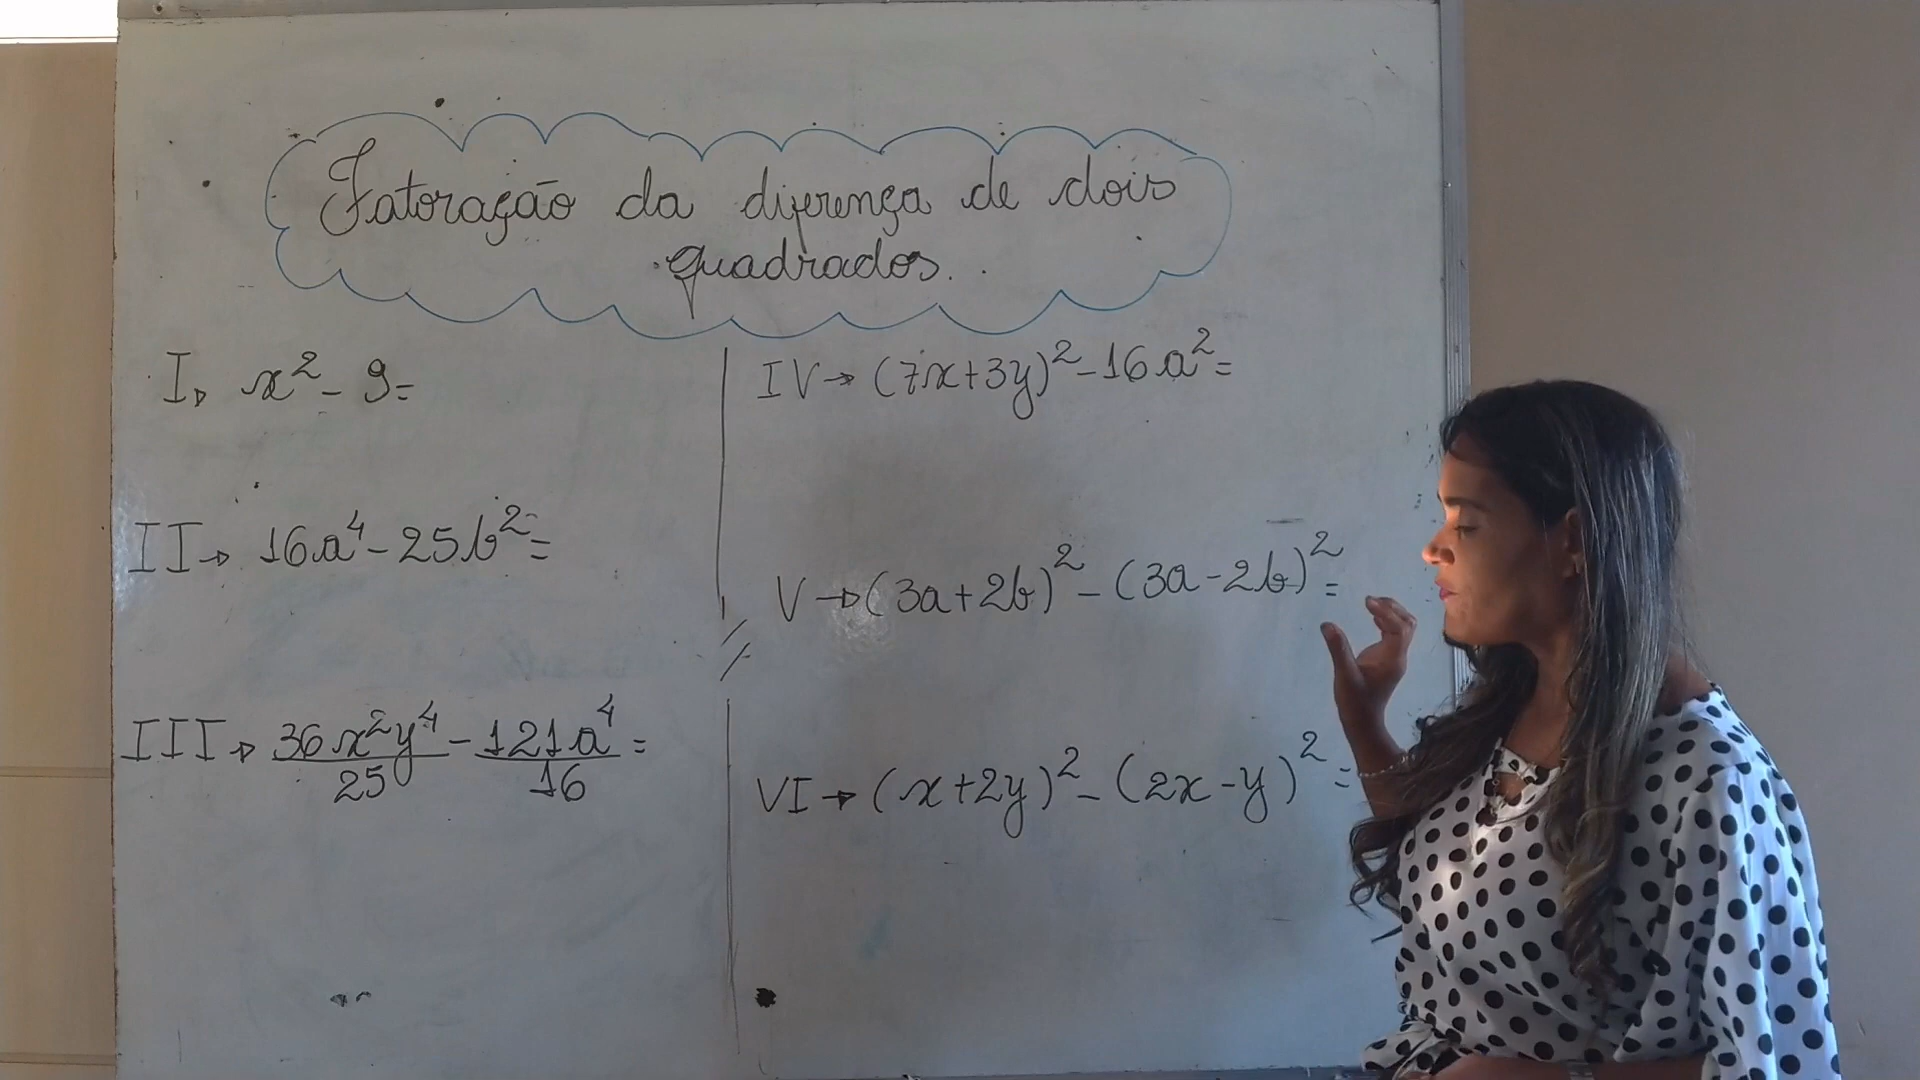 Fatoração da diferença de dois
quadrados.
I→ x² - 9 =
II→ 16a⁴ - 25b² =
III→ 36x²y⁴/25 - 121a⁴/16 =
IV→ (7x+3y)² - 16a² =
V→ (3a+2b)² - (3a-2b)² =
VI→ (x+2y)² - (2x-y)² =